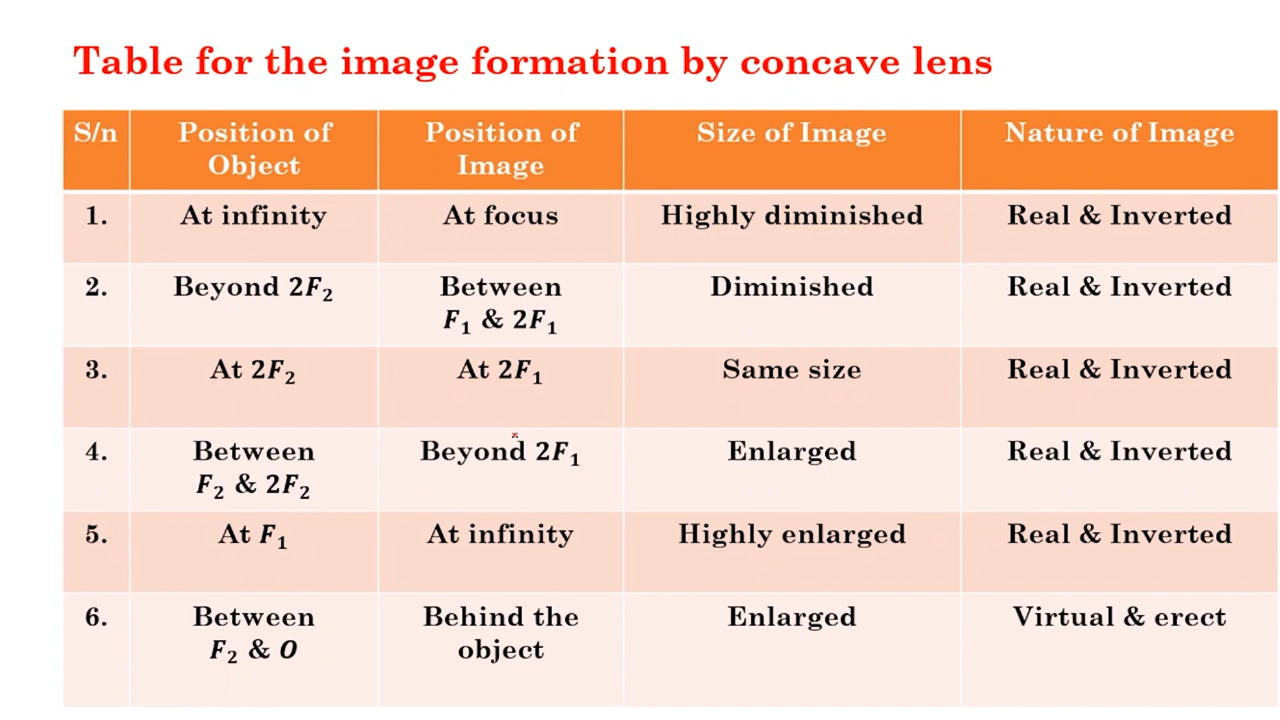 Table for the image formation by concave lens
S/n
Position of
Object
Position of
Image
Size of Image
Nature of Image
1.
At infinity
At focus
Highly diminished
Real & Inverted
2.
Beyond 2F₂
Between
F₁ & 2F₁
Diminished
Real & Inverted
3.
At 2F₂
At 2F₁
Same size
Real & Inverted
4.
Between
F₂ & 2F₂
Beyond 2F₁
Enlarged
Real & Inverted
5.
At F₁
At infinity
Highly enlarged
Real & Inverted
6.
Between
F₂ & O
Behind the
object
Enlarged
Virtual & erect